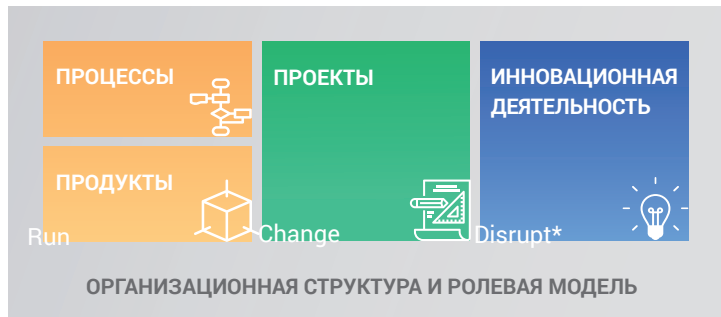 ПРОЦЕССЫ
ПРОДУКТЫ
Run
ПРОЕКТЫ
Change
ИННОВАЦИОННАЯ
ДЕЯТЕЛЬНОСТЬ
Disrupt*
ОРГАНИЗАЦИОННАЯ СТРУКТУРА И РОЛЕВАЯ МОДЕЛЬ